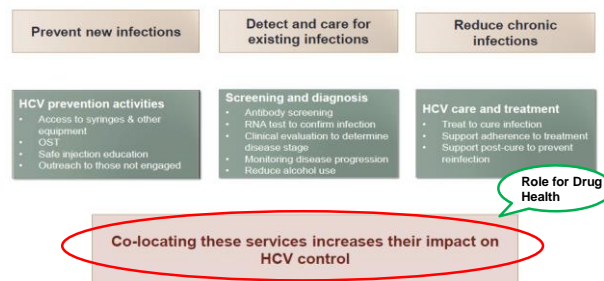 Prevent new infections
Detect and care for
existing infections
Reduce chronic
infections
HCV prevention activities
• Access to syringes & other
equipment
• OST
• Safe injection education
• Outreach to those not engaged
Screening and diagnosis
• Antibody screening
• RNA test to confirm infection
• Clinical evaluation to determine
disease stage
• Monitoring disease progression
• Reduce alcohol use
HCV care and treatment
• Treat to cure infection
• Support adherence to treatment
• Support post-cure to prevent
reinfection
Role for Drug
Health
Co-locating these services increases their impact on
HCV control